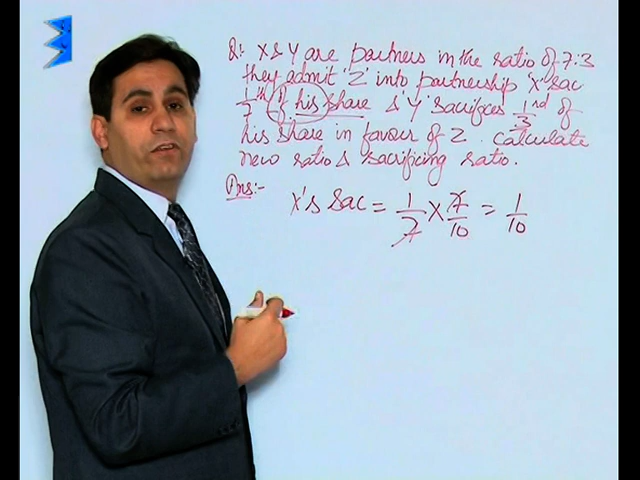 Q:- X & Y are partners in the ratio of 7:3
they admit 'Z' into partnership 'X' sac
1/7th of his share & 'Y' sacrifices 1/3rd of
his share in favour of Z. calculate
new ratio & sacrificing ratio.
Ans:-
X's Sac = 1/7 × 7/10 = 1/10